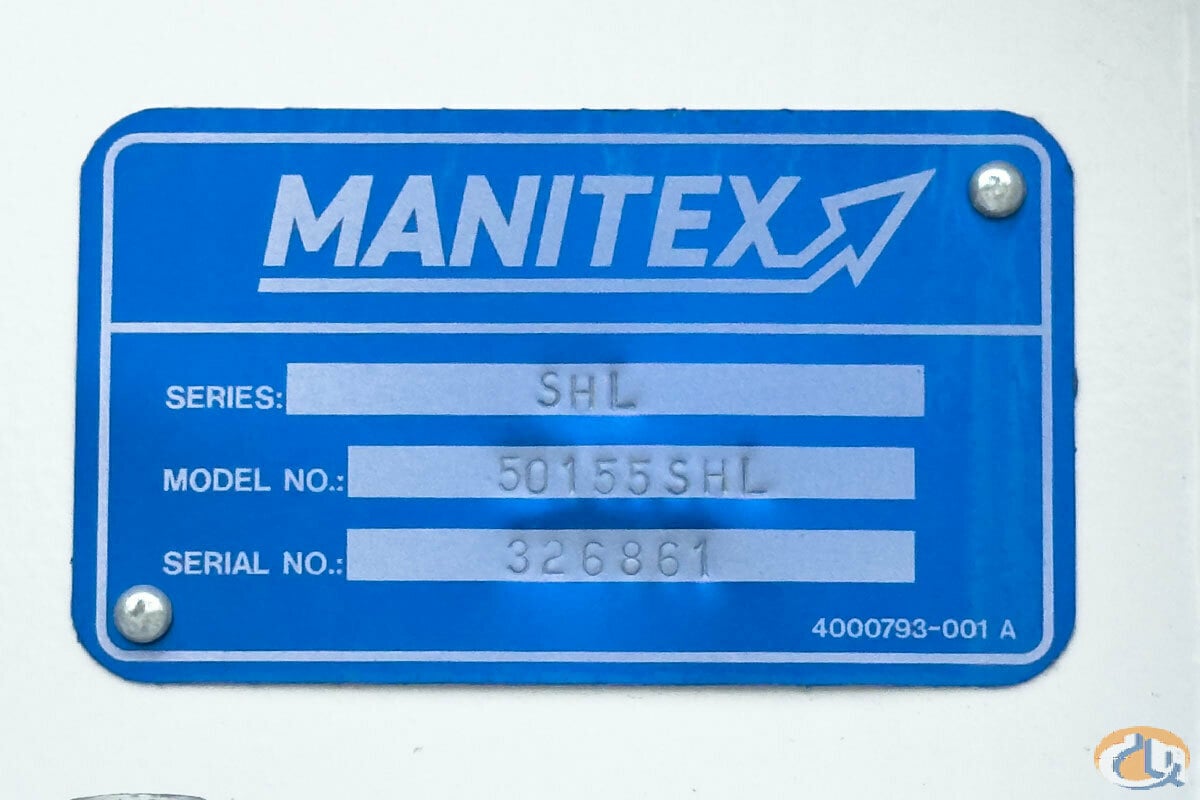 MANITEX
SERIES: SHL
MODEL NO.: 50155SHL
SERIAL NO.: 326861
4000793-001 A